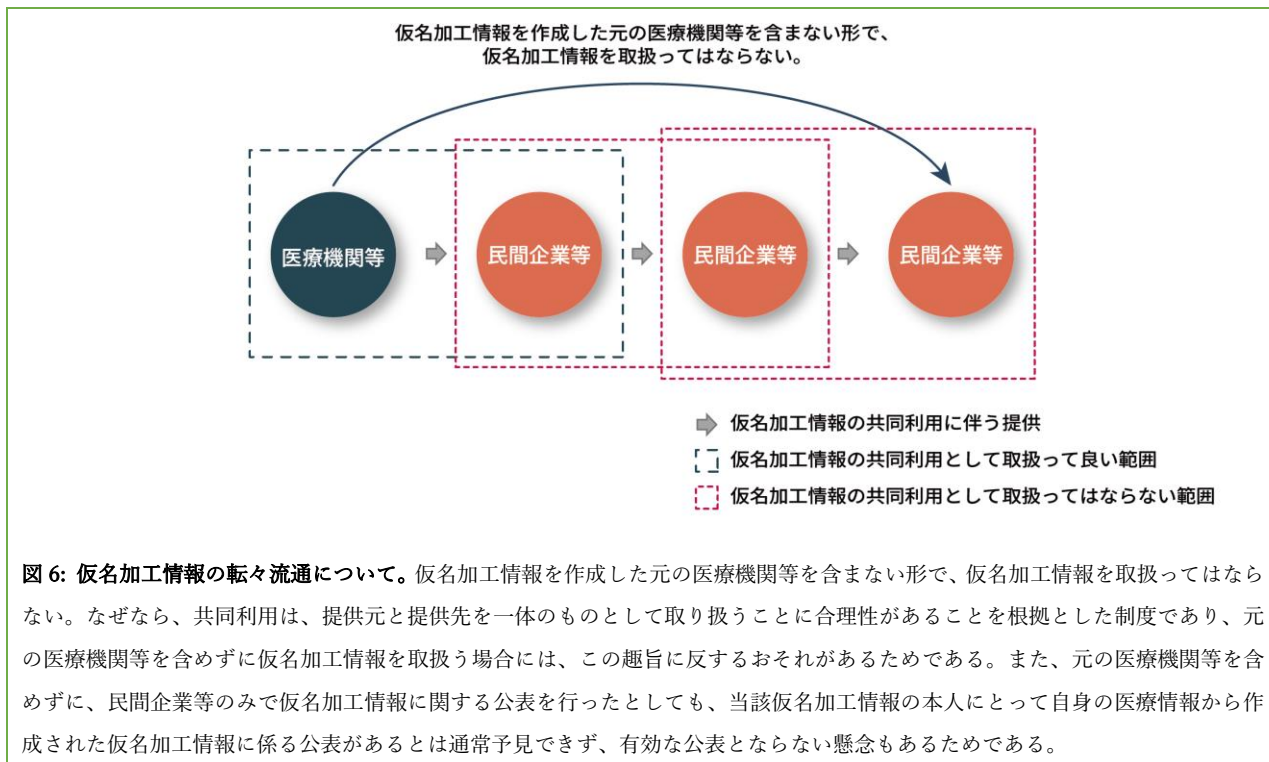 仮名加工情報を作成した元の医療機関等を含まない形で、
仮名加工情報を取扱ってはならない。
医療機関等
民間企業等
民間企業等
民間企業等
仮名加工情報の共同利用に伴う提供
仮名加工情報の共同利用として取扱って良い範囲
仮名加工情報の共同利用として取扱ってはならない範囲
図 6: 仮名加工情報の転々流通について。仮名加工情報を作成した元の医療機関等を含まない形で、仮名加工情報を取扱ってはなら
ない。なぜなら、共同利用は、提供元と提供先を一体のものとして取り扱うことに合理性があることを根拠とした制度であり、元
の医療機関等を含めずに仮名加工情報を取扱う場合には、この趣旨に反するおそれがあるためである。また、元の医療機関等を含
めずに、民間企業等のみで仮名加工情報に関する公表を行ったとしても、当該仮名加工情報の本人にとって自身の医療情報から作
成された仮名加工情報に係る公表があるとは通常予見できず、有効な公表とならない懸念もあるためである。